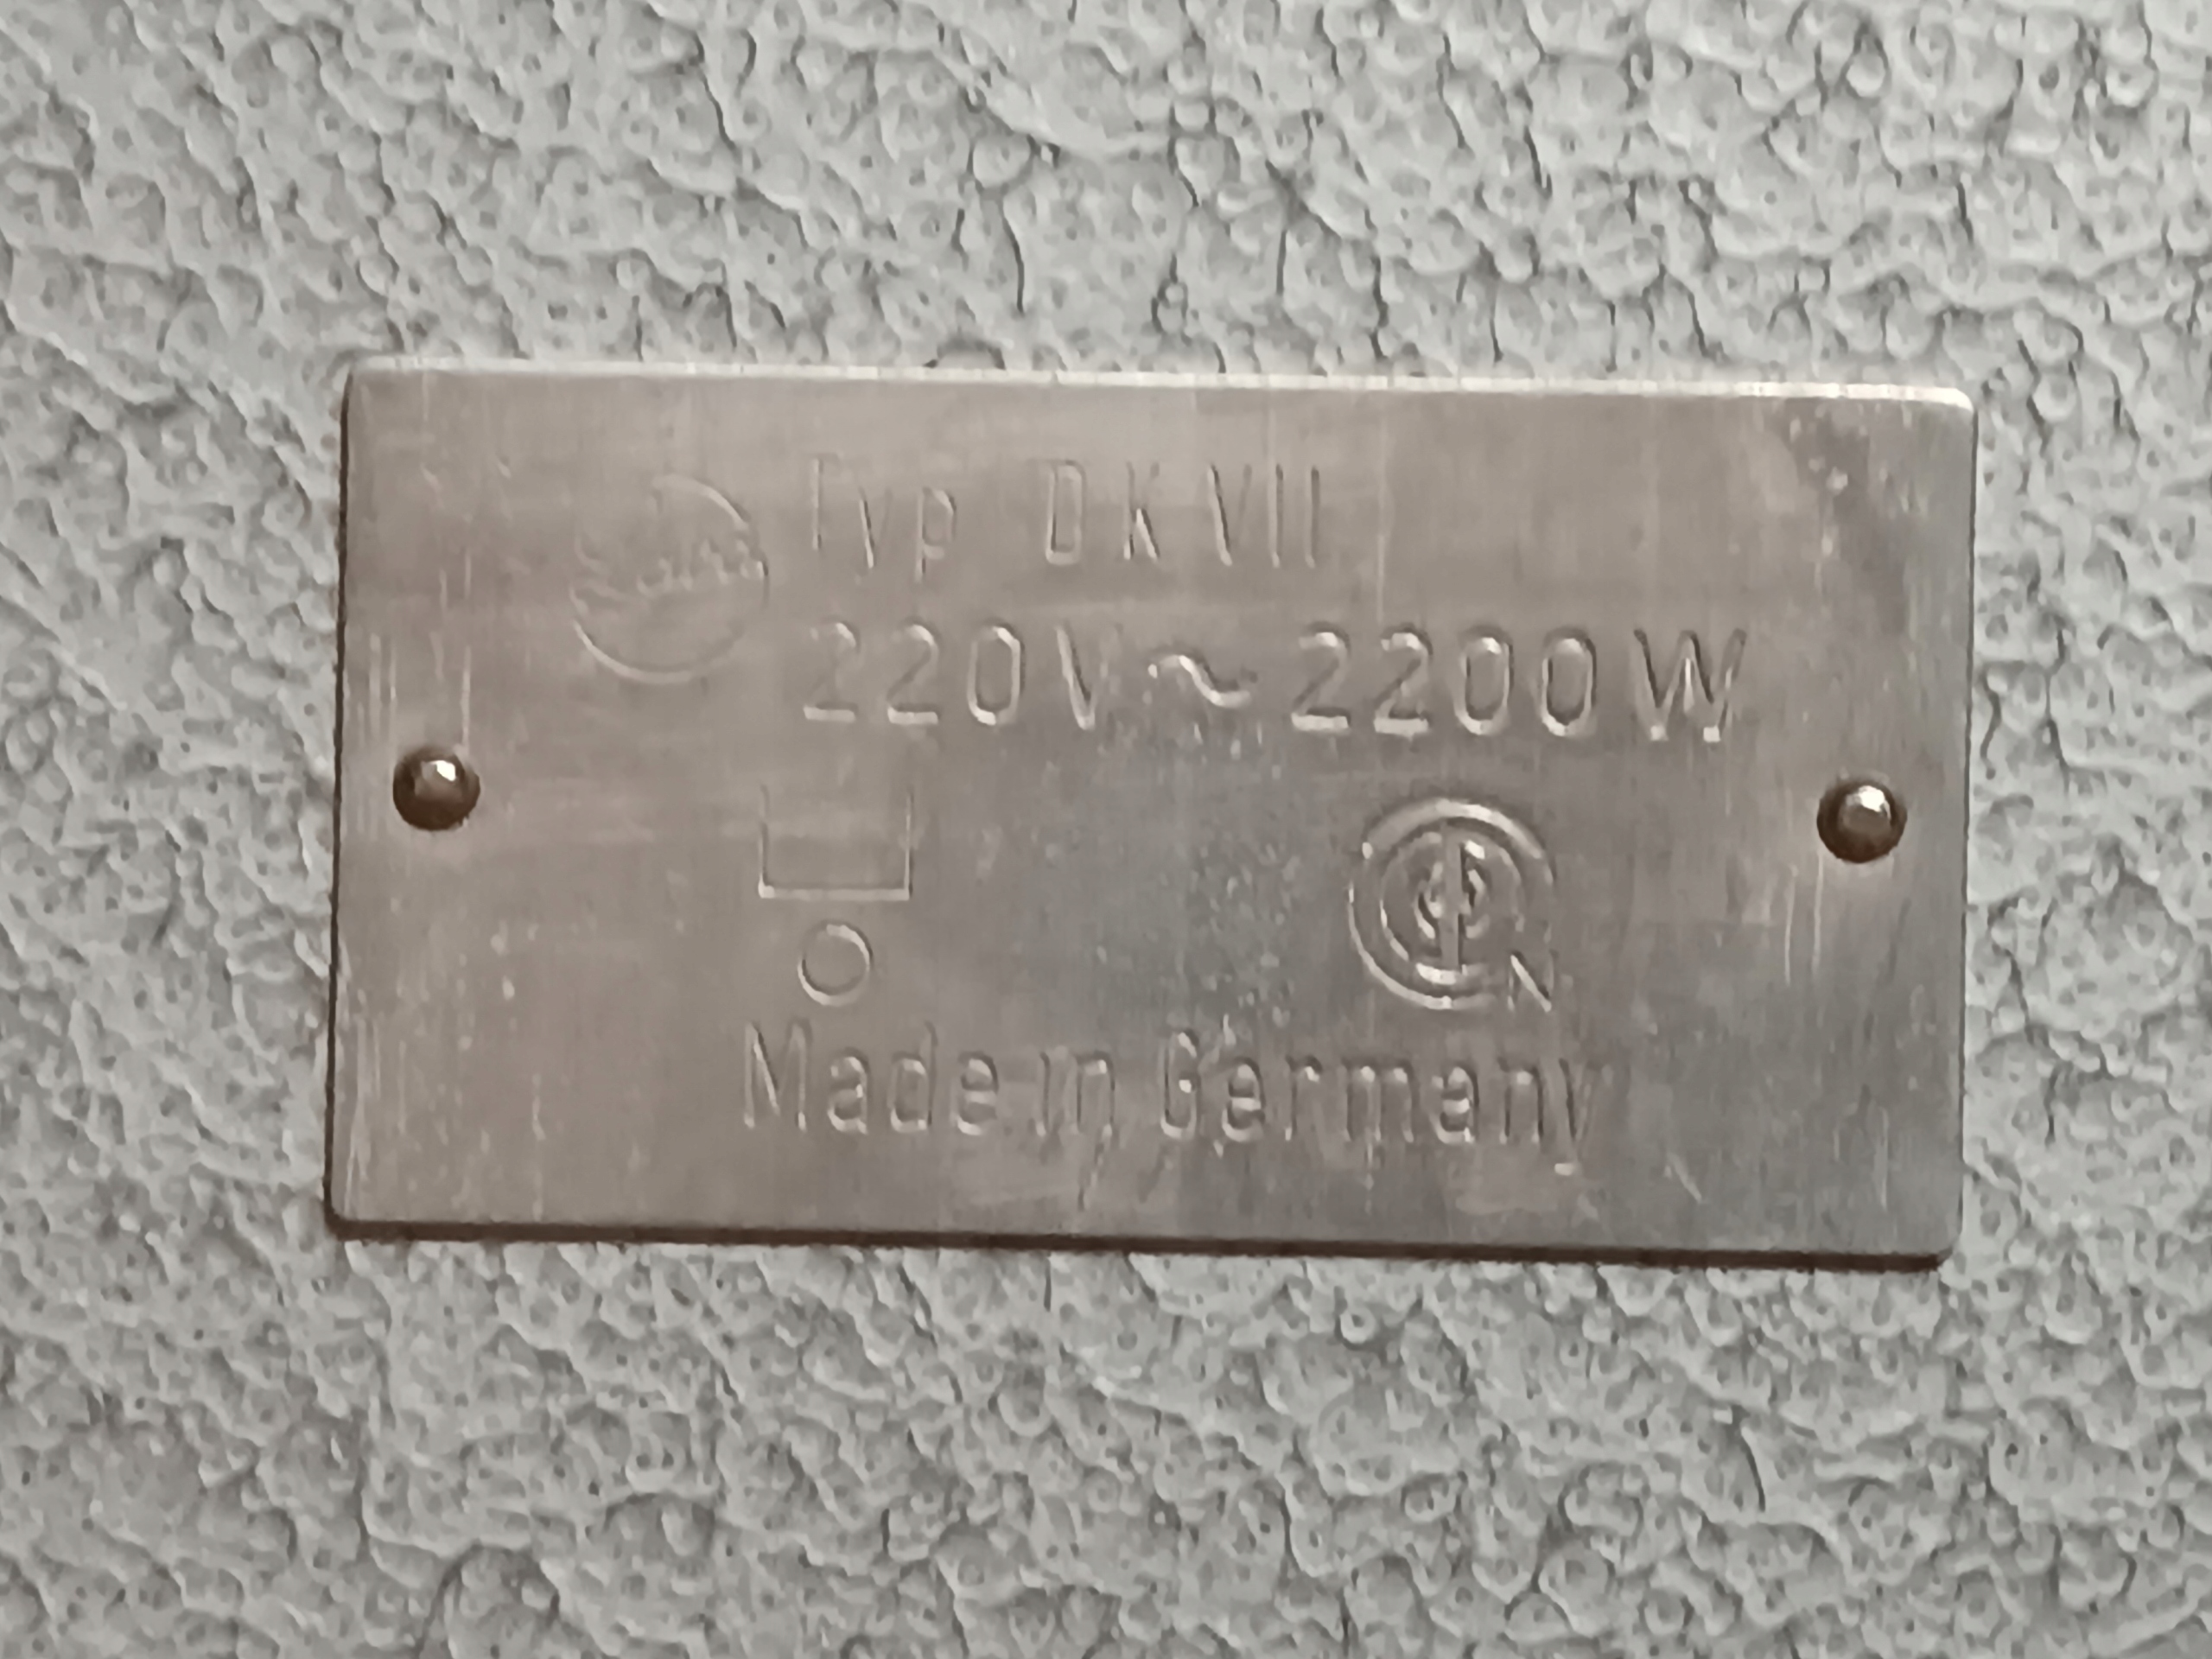 Typ DK VII
220V~2200W
N
Made in Germany